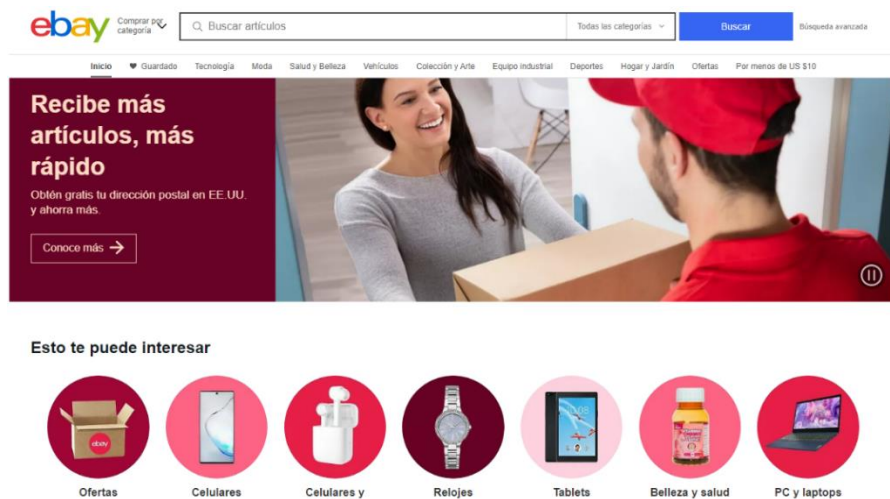 ebay
Comprar por
categoría
Buscar artículos
Todas las categorías
Buscar
Búsqueda avanzada
Inicio
Guardado
Tecnología
Moda
Salud y Belleza
Vehículos
Colección y Arte
Equipo industrial
Deportes
Hogar y Jardín
Ofertas
Por menos de US $10
Recibe más
artículos, más
rápido
Obtén gratis tu dirección postal en EE.UU.
y ahorra más.
Conoce más
Esto te puede interesar
ebay
Ofertas
Celulares
Celulares y
Relojes
Tablets
Belleza y salud
PC y laptops